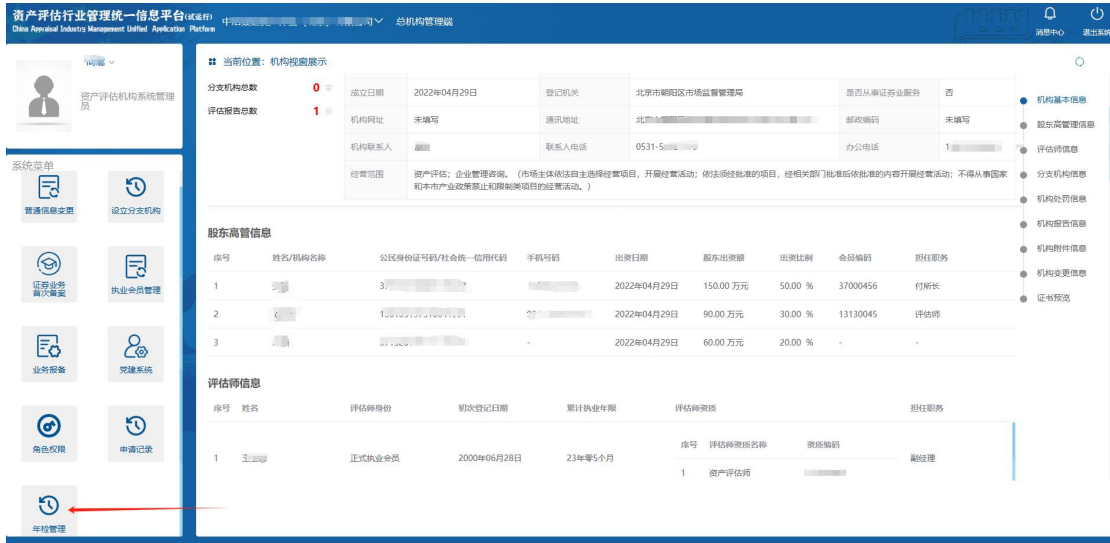 资产评估行业管理统一信息平台(试运行)
China Appraisal Industry Management Unified Application Platform
总机构管理端
消息中心 退出系统
资产评估机构系统管理员
系统菜单
普通信息变更 设立分支机构
证券业务首次备案 执业会员管理
业务报备 党建系统
角色权限 申请记录
年检管理
当前位置：机构视窗展示
分支机构总数 0
评估报告总数 1
成立日期 2022年04月29日 登记机关 北京市朝阳区市场监督管理局 是否从事证券业服务 否
机构网址 未填写 通讯地址 邮政编码 未填写
机构联系人 联系人电话 0531-5 办公电话 1
经营范围 资产评估；企业管理咨询。（市场主体依法自主选择经营项目，开展经营活动；依法须经批准的项目，经相关部门批准后依批准的内容开展经营活动；不得从事国家
和本市产业政策禁止和限制类项目的经营活动。）
股东高管信息
序号 姓名/机构名称 公民身份证号码/社会统一信用代码 手机号码 出资日期 股东出资额 出资比例 会员编码 担任职务
1 2022年04月29日 150.00 万元 50.00 % 37000456 付所长
2 2022年04月29日 90.00 万元 30.00 % 13130045 评估师
3 - 2022年04月29日 60.00 万元 20.00 % - -
评估师信息
序号 姓名 评估师身份 初次登记日期 累计执业年限 评估师资质 担任职务
序号 评估师资质名称 资质编码
1 正式执业会员 2000年06月28日 23年零5个月 副经理
1 资产评估师
机构基本信息
股东高管理信息
评估师信息
分支机构信息
机构处罚信息
机构报告信息
机构附件信息
机构变更信息
证书预览